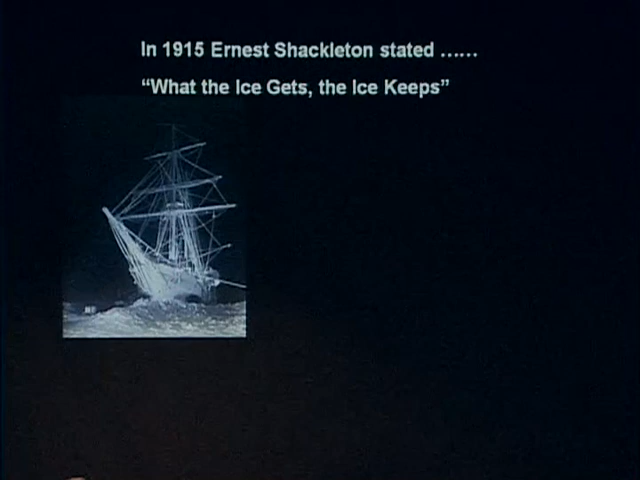 In 1915 Ernest Shackleton stated ......
“What the Ice Gets, the Ice Keeps”